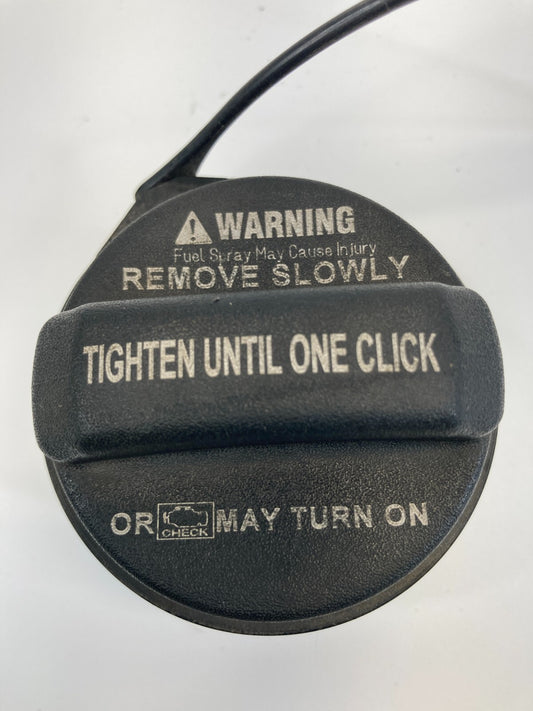 WARNING
Fuel Spray May Cause Injury
REMOVE SLOWLY
TIGHTEN UNTIL ONE CLICK
OR CHECK MAY TURN ON